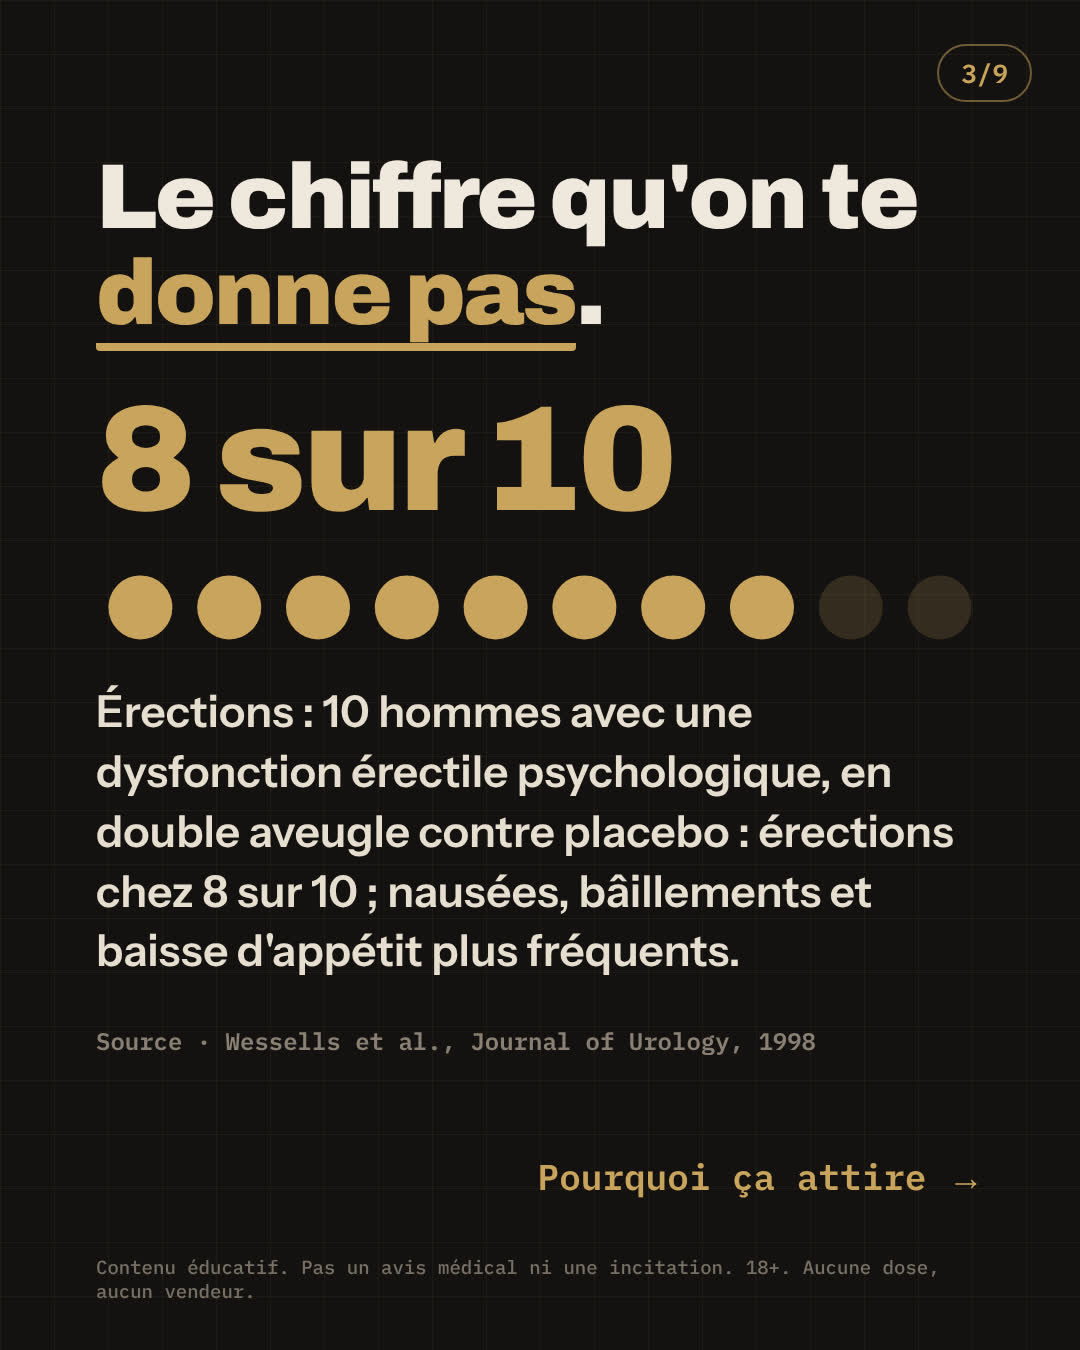 3/9
Le chiffre qu'on te
donne pas.
8 sur 10
Érections : 10 hommes avec une
dysfonction érectile psychologique, en
double aveugle contre placebo : érections
chez 8 sur 10 ; nausées, bâillements et
baisse d'appétit plus fréquents.
Source · Wessells et al., Journal of Urology, 1998
Pourquoi ça attire →
Contenu éducatif. Pas un avis médical ni une incitation. 18+. Aucune dose,
aucun vendeur.